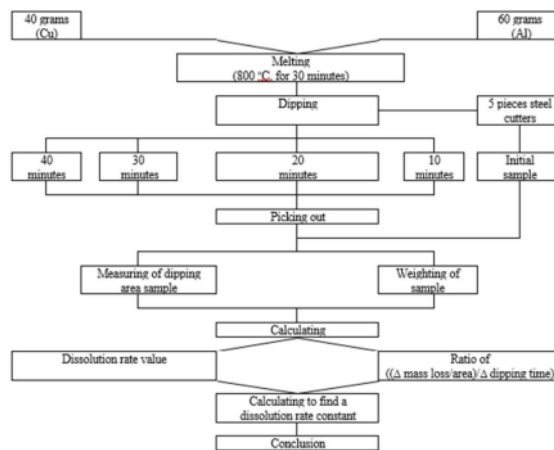 40 grams
(Cu)
60 grams
(Al)
Melting
(800 °C. for 30 minutes)
Dipping
5 pieces steel
cutters
40
minutes
30
minutes
20
minutes
10
minutes
Initial
sample
Picking out
Measuring of dipping
area sample
Weighting of
sample
Calculating
Dissolution rate value
Ratio of
((Δ mass loss/area)/Δ dipping time)
Calculating to find a
dissolution rate constant
Conclusion